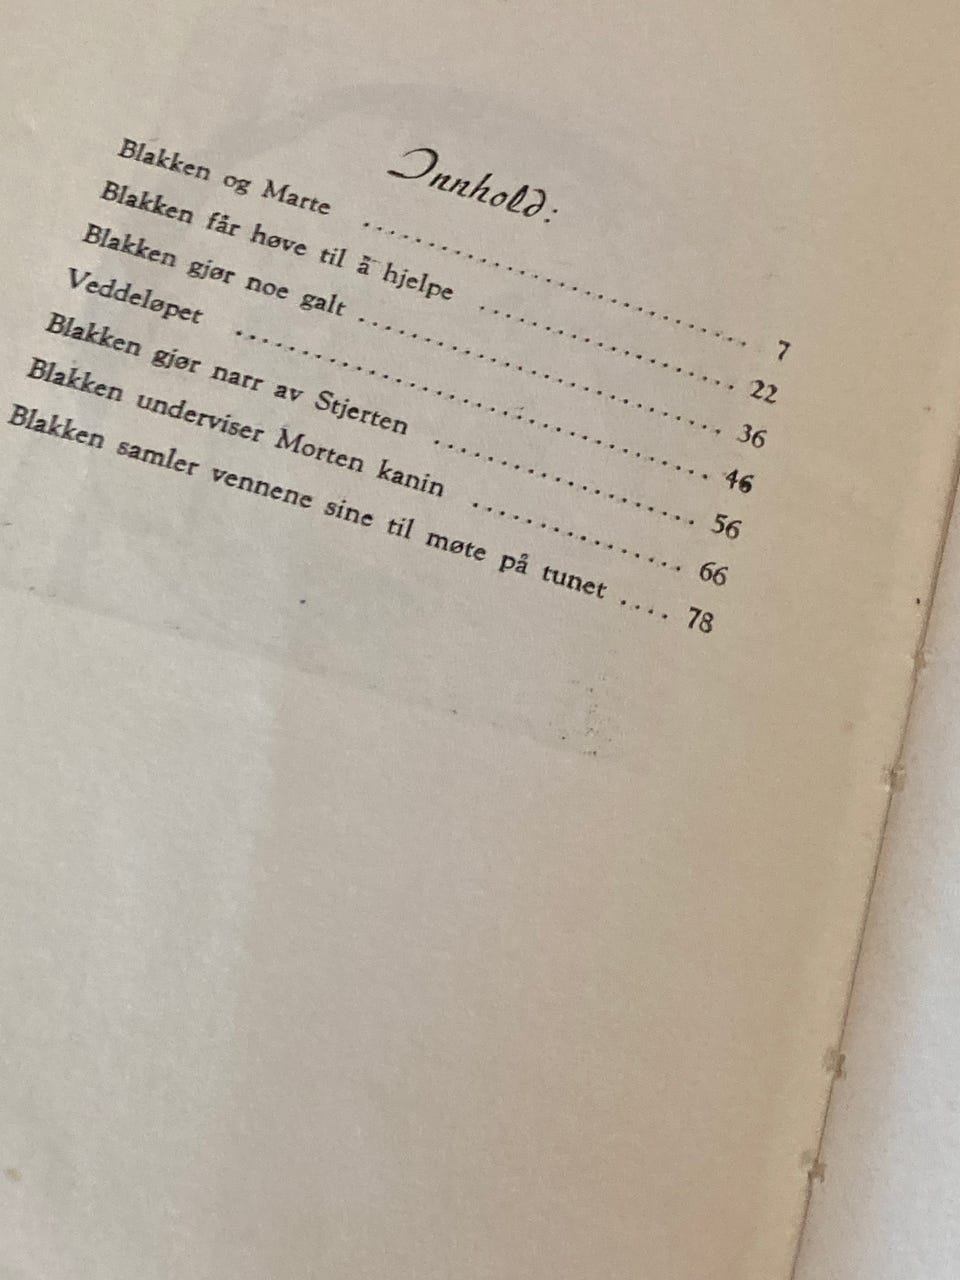 Innhold:
Blakken og Marte .......................... 7
Blakken får høve til å hjelpe .................. 22
Blakken gjør noe galt .......................... 36
Veddeløpet .................................. 46
Blakken gjør narr av Stjerten .................. 56
Blakken underviser Morten kanin ................ 66
Blakken samler vennene sine til møte på tunet .... 78